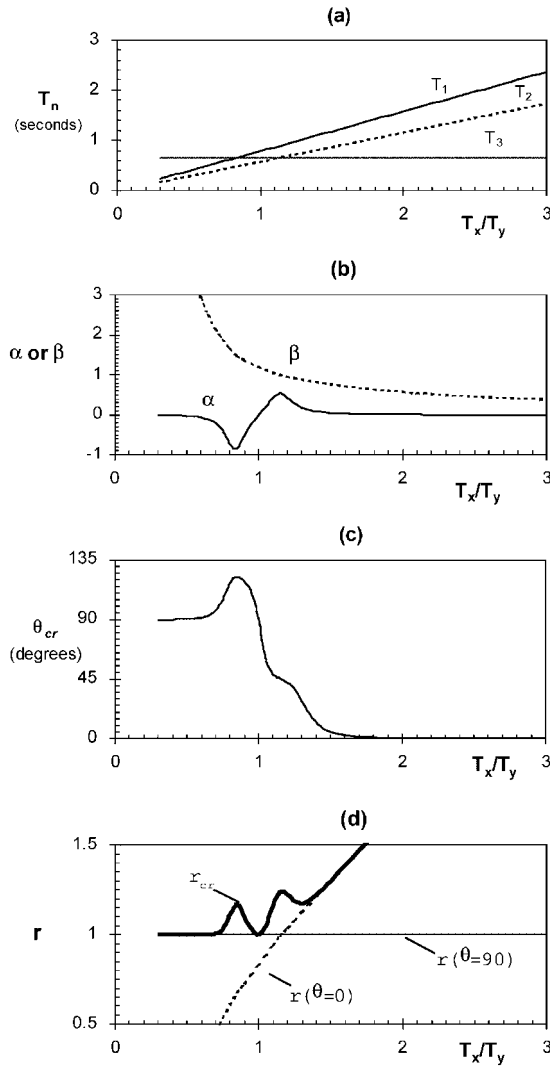 (a)
3
2
1
0
T_n
(seconds)
T_1
T_2
T_3
0 1 2 3
T_x/T_y
(b)
3
2
1
0
-1
α or β
β
α
0 1 2 3
T_x/T_y
(c)
135
90
45
0
θ_cr
(degrees)
0 1 2 3
T_x/T_y
(d)
1.5
1
0.5
r
r_cr
r(θ=90)
r(θ=0)
0 1 2 3
T_x/T_y